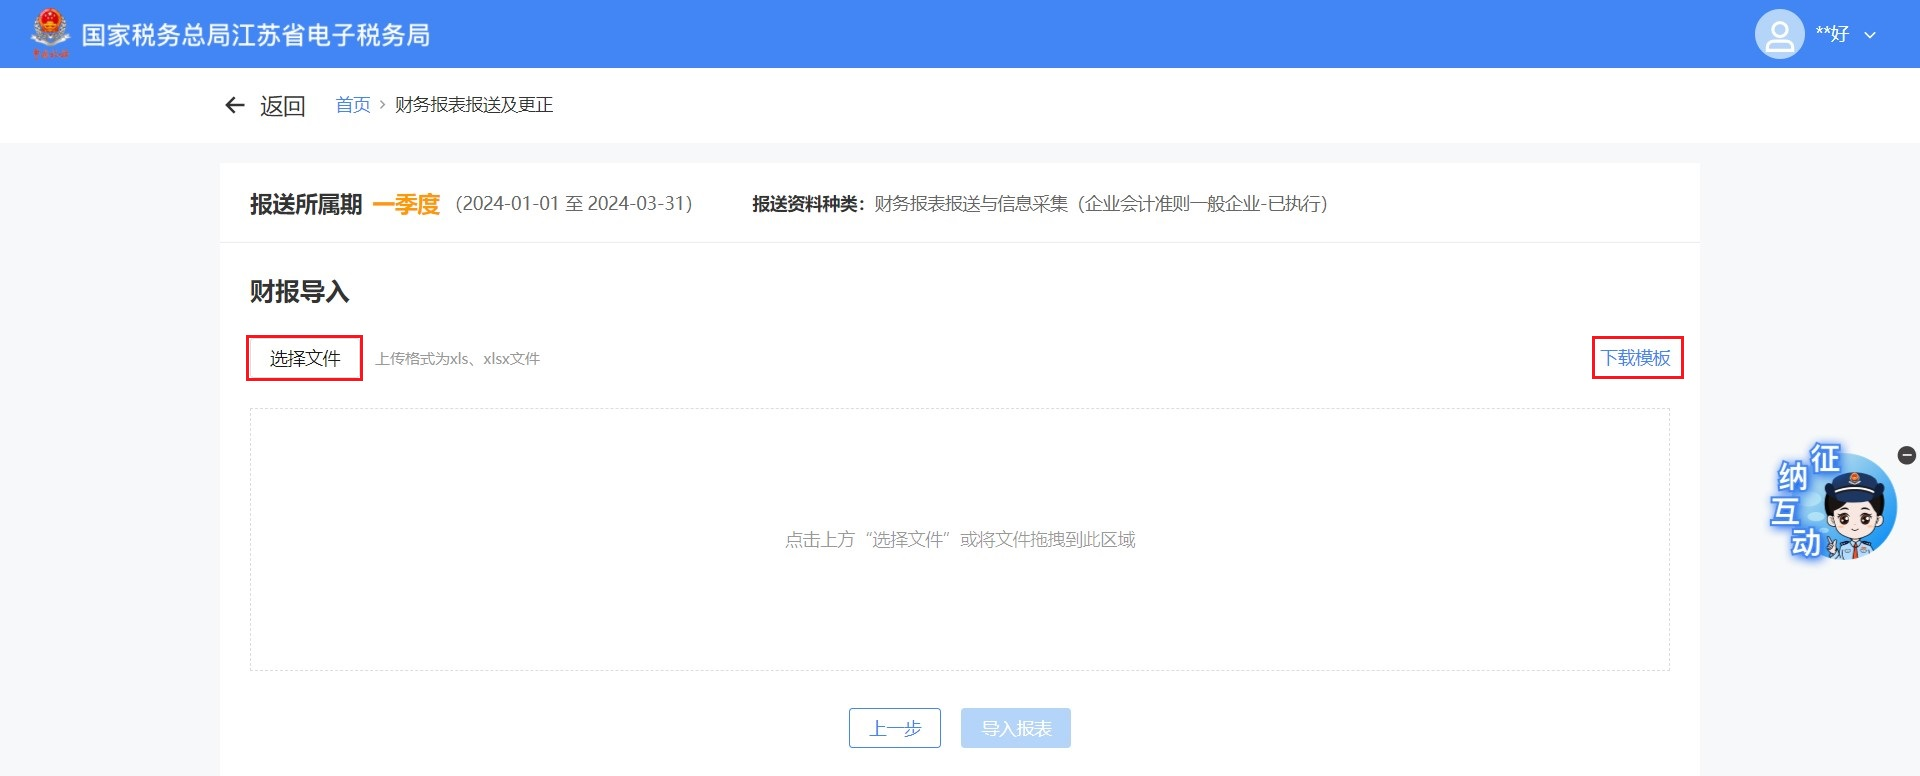 国家税务总局江苏省电子税务局
**好
返回 首页 > 财务报表报送及更正
报送所属期 一季度 （2024-01-01 至 2024-03-31） 报送资料种类：财务报表报送与信息采集（企业会计准则一般企业-已执行）
财报导入
选择文件 上传格式为xls、xlsx文件 下载模板
点击上方“选择文件”或将文件拖拽到此区域
征纳互动
上一步 导入报表